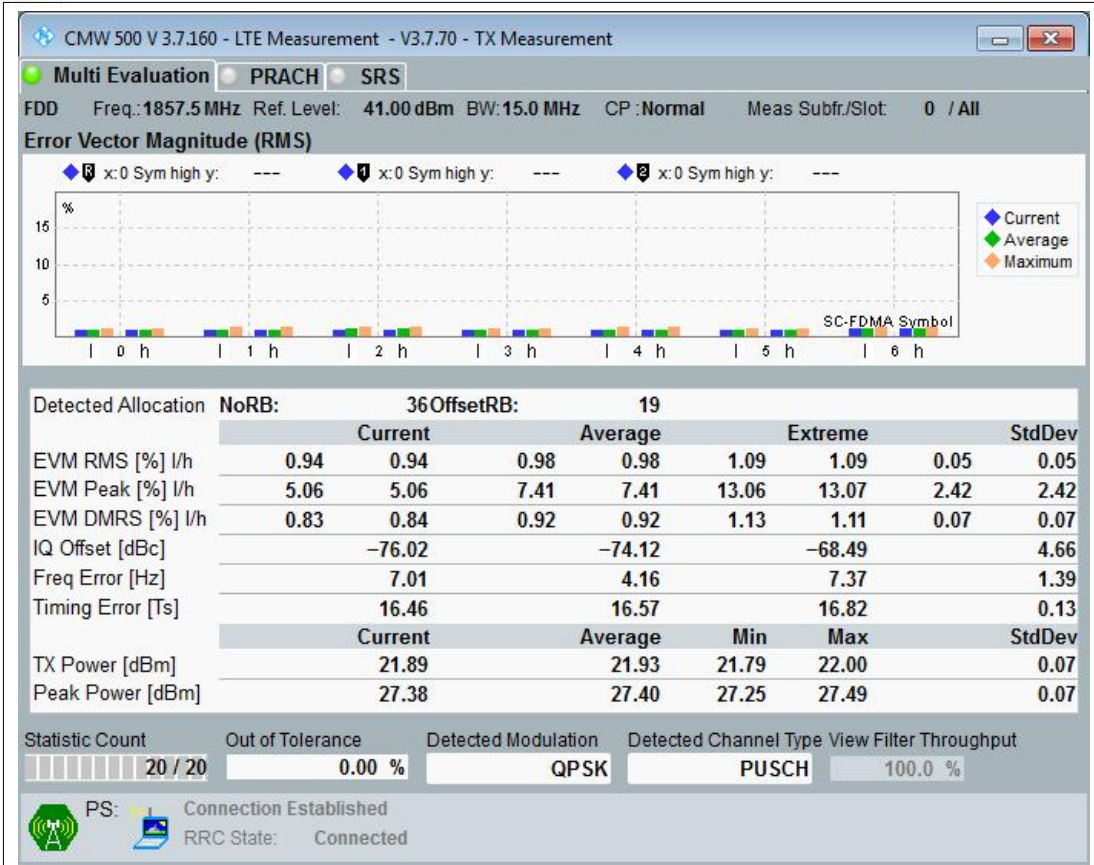 CMW 500 V 3.7.160 - LTE Measurement - V3.7.70 - TX Measurement
Multi Evaluation PRACH SRS
FDD Freq.: 1857.5 MHz Ref. Level: 41.00 dBm BW: 15.0 MHz CP : Normal Meas Subfr./Slot: 0 / All
Error Vector Magnitude (RMS)
R x: 0 Sym high y: --- 1 x: 0 Sym high y: --- 2 x: 0 Sym high y: ---
%
15
10
5
Current
Average
Maximum
SC-FDMA Symbol
l 0 h l 1 h l 2 h l 3 h l 4 h l 5 h l 6 h
Detected Allocation NoRB: 36 OffsetRB: 19
Current Average Extreme StdDev
EVM RMS [%] l/h 0.94 0.94 0.98 0.98 1.09 1.09 0.05 0.05
EVM Peak [%] l/h 5.06 5.06 7.41 7.41 13.06 13.07 2.42 2.42
EVM DMRS [%] l/h 0.83 0.84 0.92 0.92 1.13 1.11 0.07 0.07
IQ Offset [dBc] −76.02 −74.12 −68.49 4.66
Freq Error [Hz] 7.01 4.16 7.37 1.39
Timing Error [Ts] 16.46 16.57 16.82 0.13
Current Average Min Max StdDev
TX Power [dBm] 21.89 21.93 21.79 22.00 0.07
Peak Power [dBm] 27.38 27.40 27.25 27.49 0.07
Statistic Count Out of Tolerance Detected Modulation Detected Channel Type View Filter Throughput
20 / 20 0.00 % QPSK PUSCH 100.0 %
PS: Connection Established
RRC State: Connected